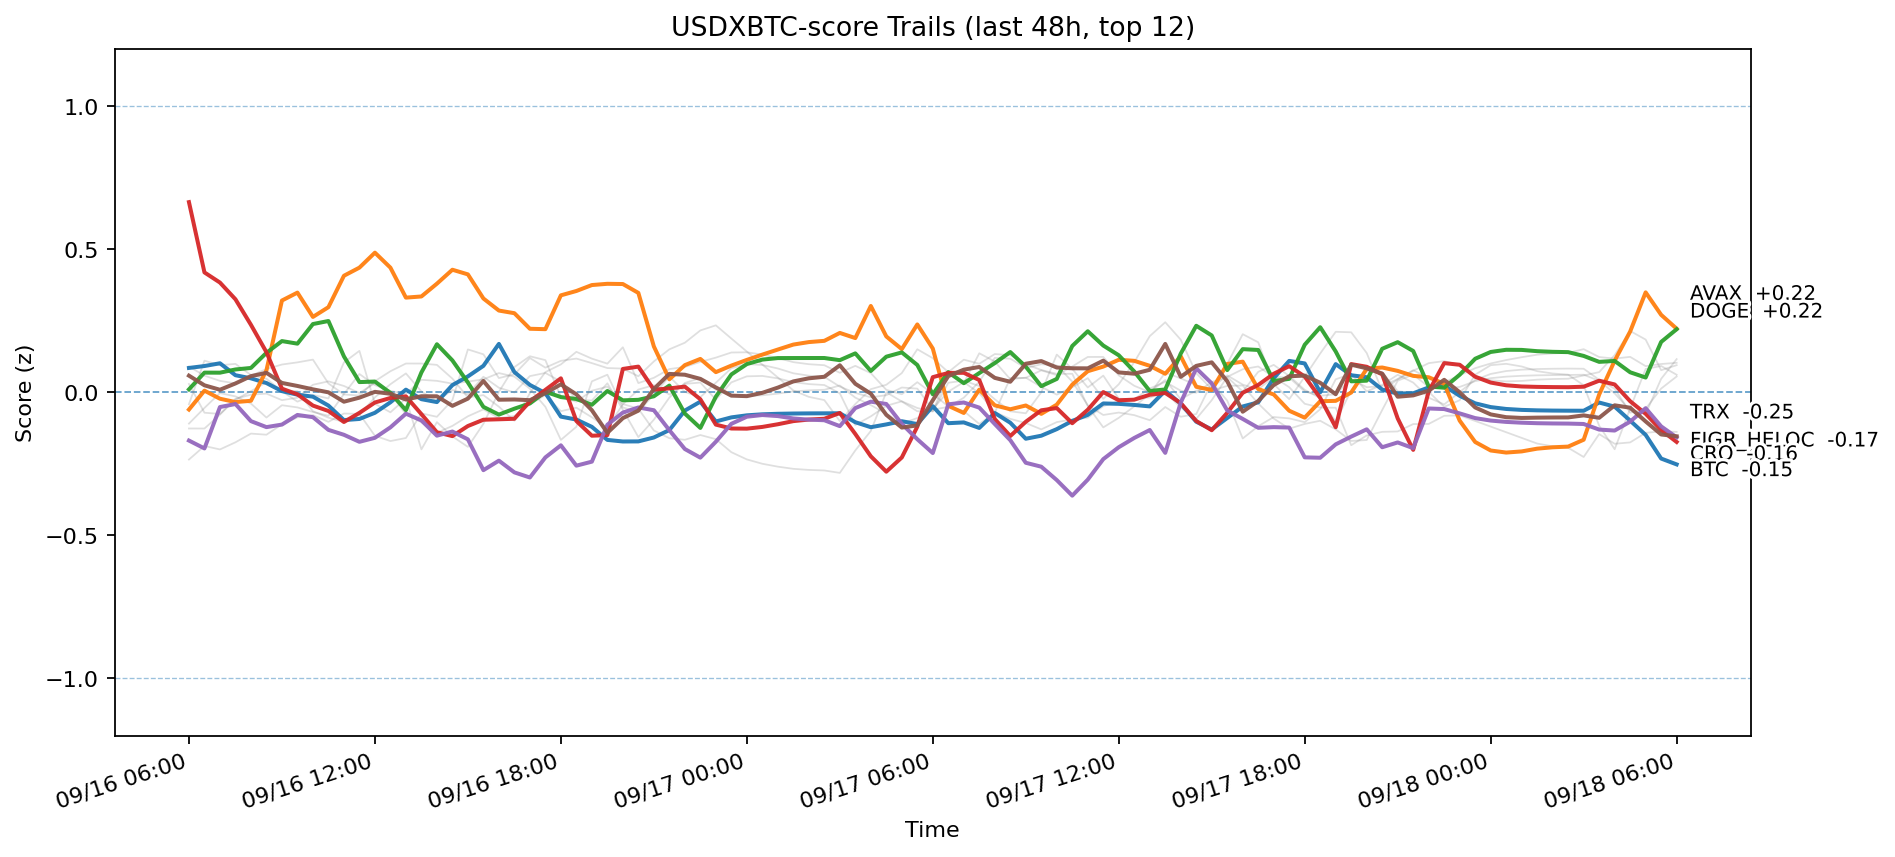 USDXBTC-score Trails (last 48h, top 12)
Score (z)
1.0
0.5
0.0
−0.5
−1.0
AVAX +0.22
DOGE +0.22
TRX -0.25
FIGR_HELOC -0.17
CRO -0.16
BTC -0.15
09/16 06:00
09/16 12:00
09/16 18:00
09/17 00:00
09/17 06:00
09/17 12:00
09/17 18:00
09/18 00:00
09/18 06:00
Time